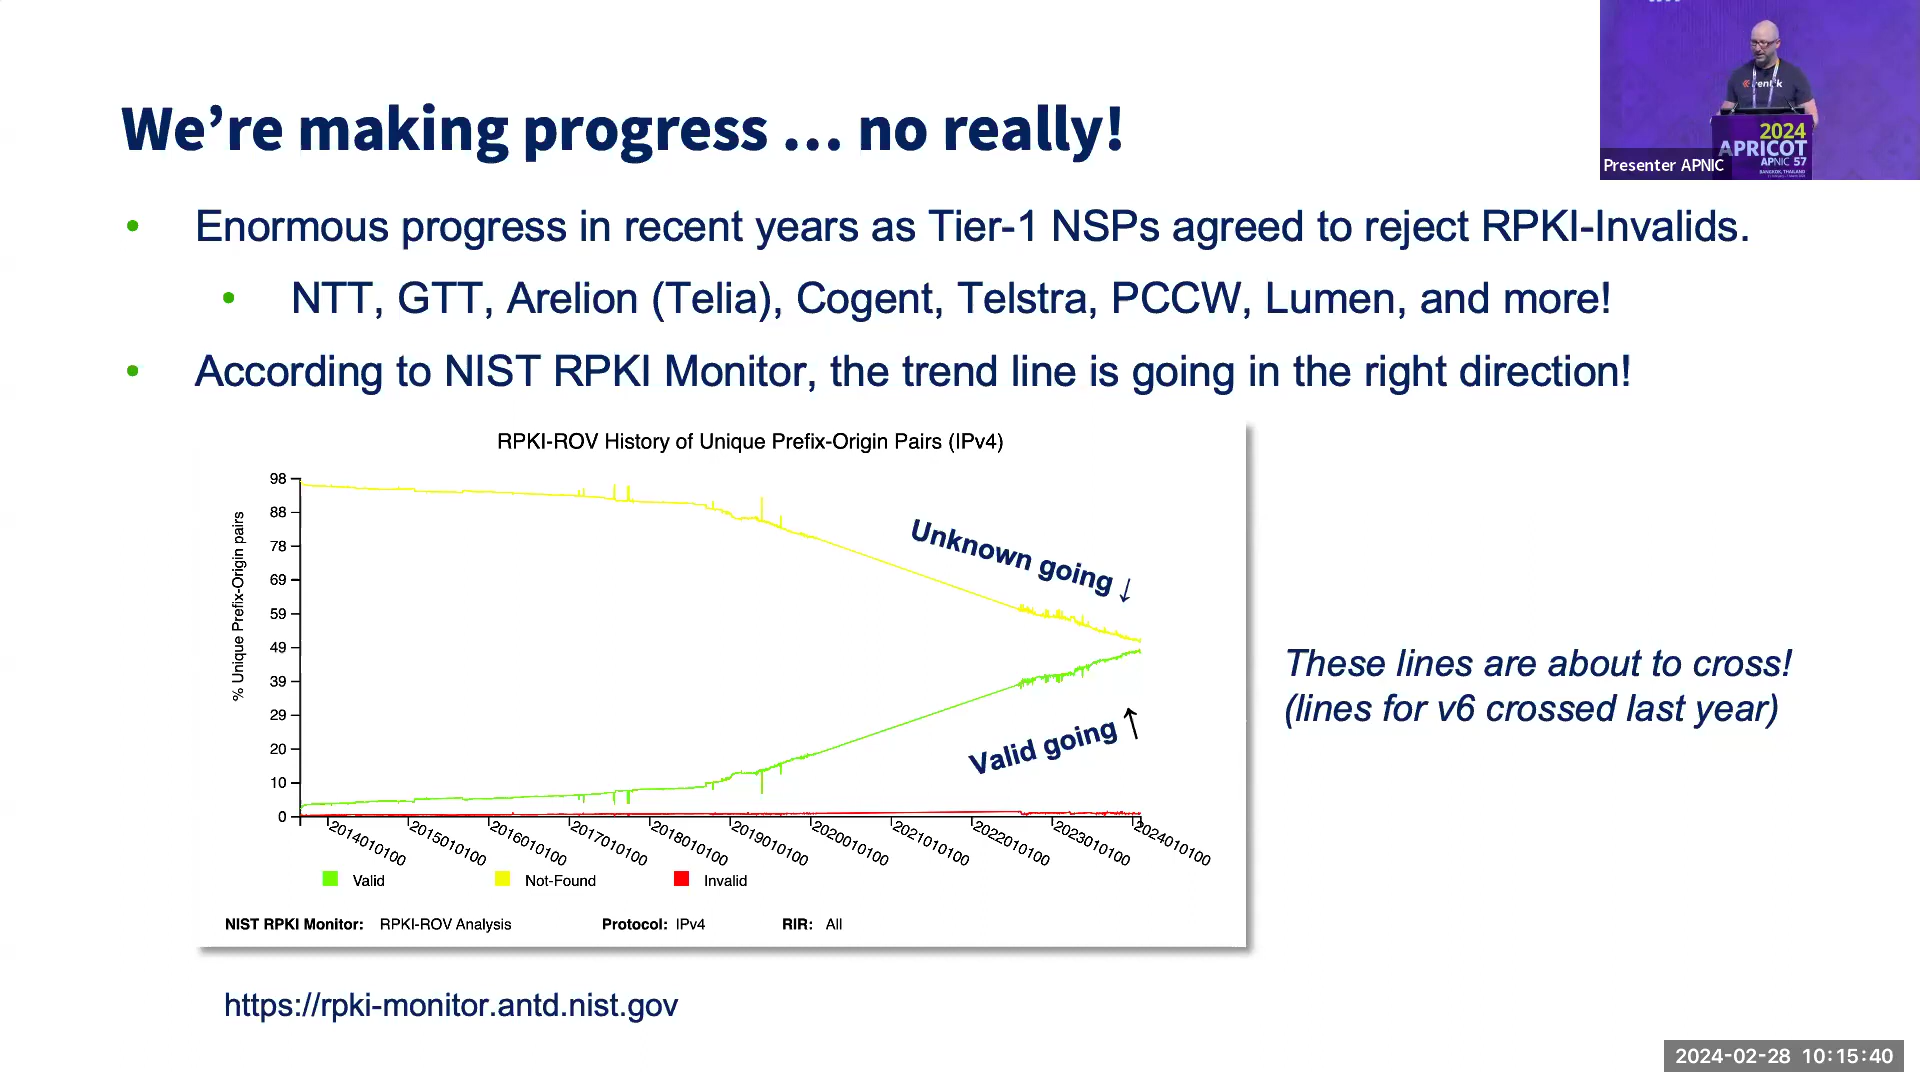 We’re making progress … no really!
• Enormous progress in recent years as Tier-1 NSPs agreed to reject RPKI-Invalids.
• NTT, GTT, Arelion (Telia), Cogent, Telstra, PCCW, Lumen, and more!
• According to NIST RPKI Monitor, the trend line is going in the right direction!
2024
APRICOT
APNIC 57
BANGKOK, THAILAND
Presenter APNIC
RPKI-ROV History of Unique Prefix-Origin Pairs (IPv4)
% Unique Prefix-Origin pairs
98
88
78
69
59
49
39
29
20
10
0
Unknown going ↓
Valid going ↑
2014010100
2015010100
2016010100
2017010100
2018010100
2019010100
2020010100
2021010100
2022010100
2023010100
2024010100
Valid
Not-Found
Invalid
NIST RPKI Monitor: RPKI-ROV Analysis Protocol: IPv4 RIR: All
These lines are about to cross!
(lines for v6 crossed last year)
https://rpki-monitor.antd.nist.gov
2024-02-28 10:15:40